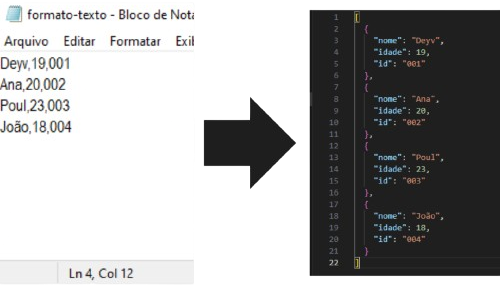 formato-texto - Bloco de Nota
Arquivo Editar Formatar Exil
Deyv,19,001
Ana,20,002
Poul,23,003
João,18,004
Ln 4, Col 12
1 [
2 {
3 "nome": "Deyv",
4 "idade": 19,
5 "id": "001"
6 },
7 {
8 "nome": "Ana",
9 "idade": 20,
10 "id": "002"
11 },
12 {
13 "nome": "Poul",
14 "idade": 23,
15 "id": "003"
16 },
17 {
18 "nome": "João",
19 "idade": 18,
20 "id": "004"
21 }
22 ]